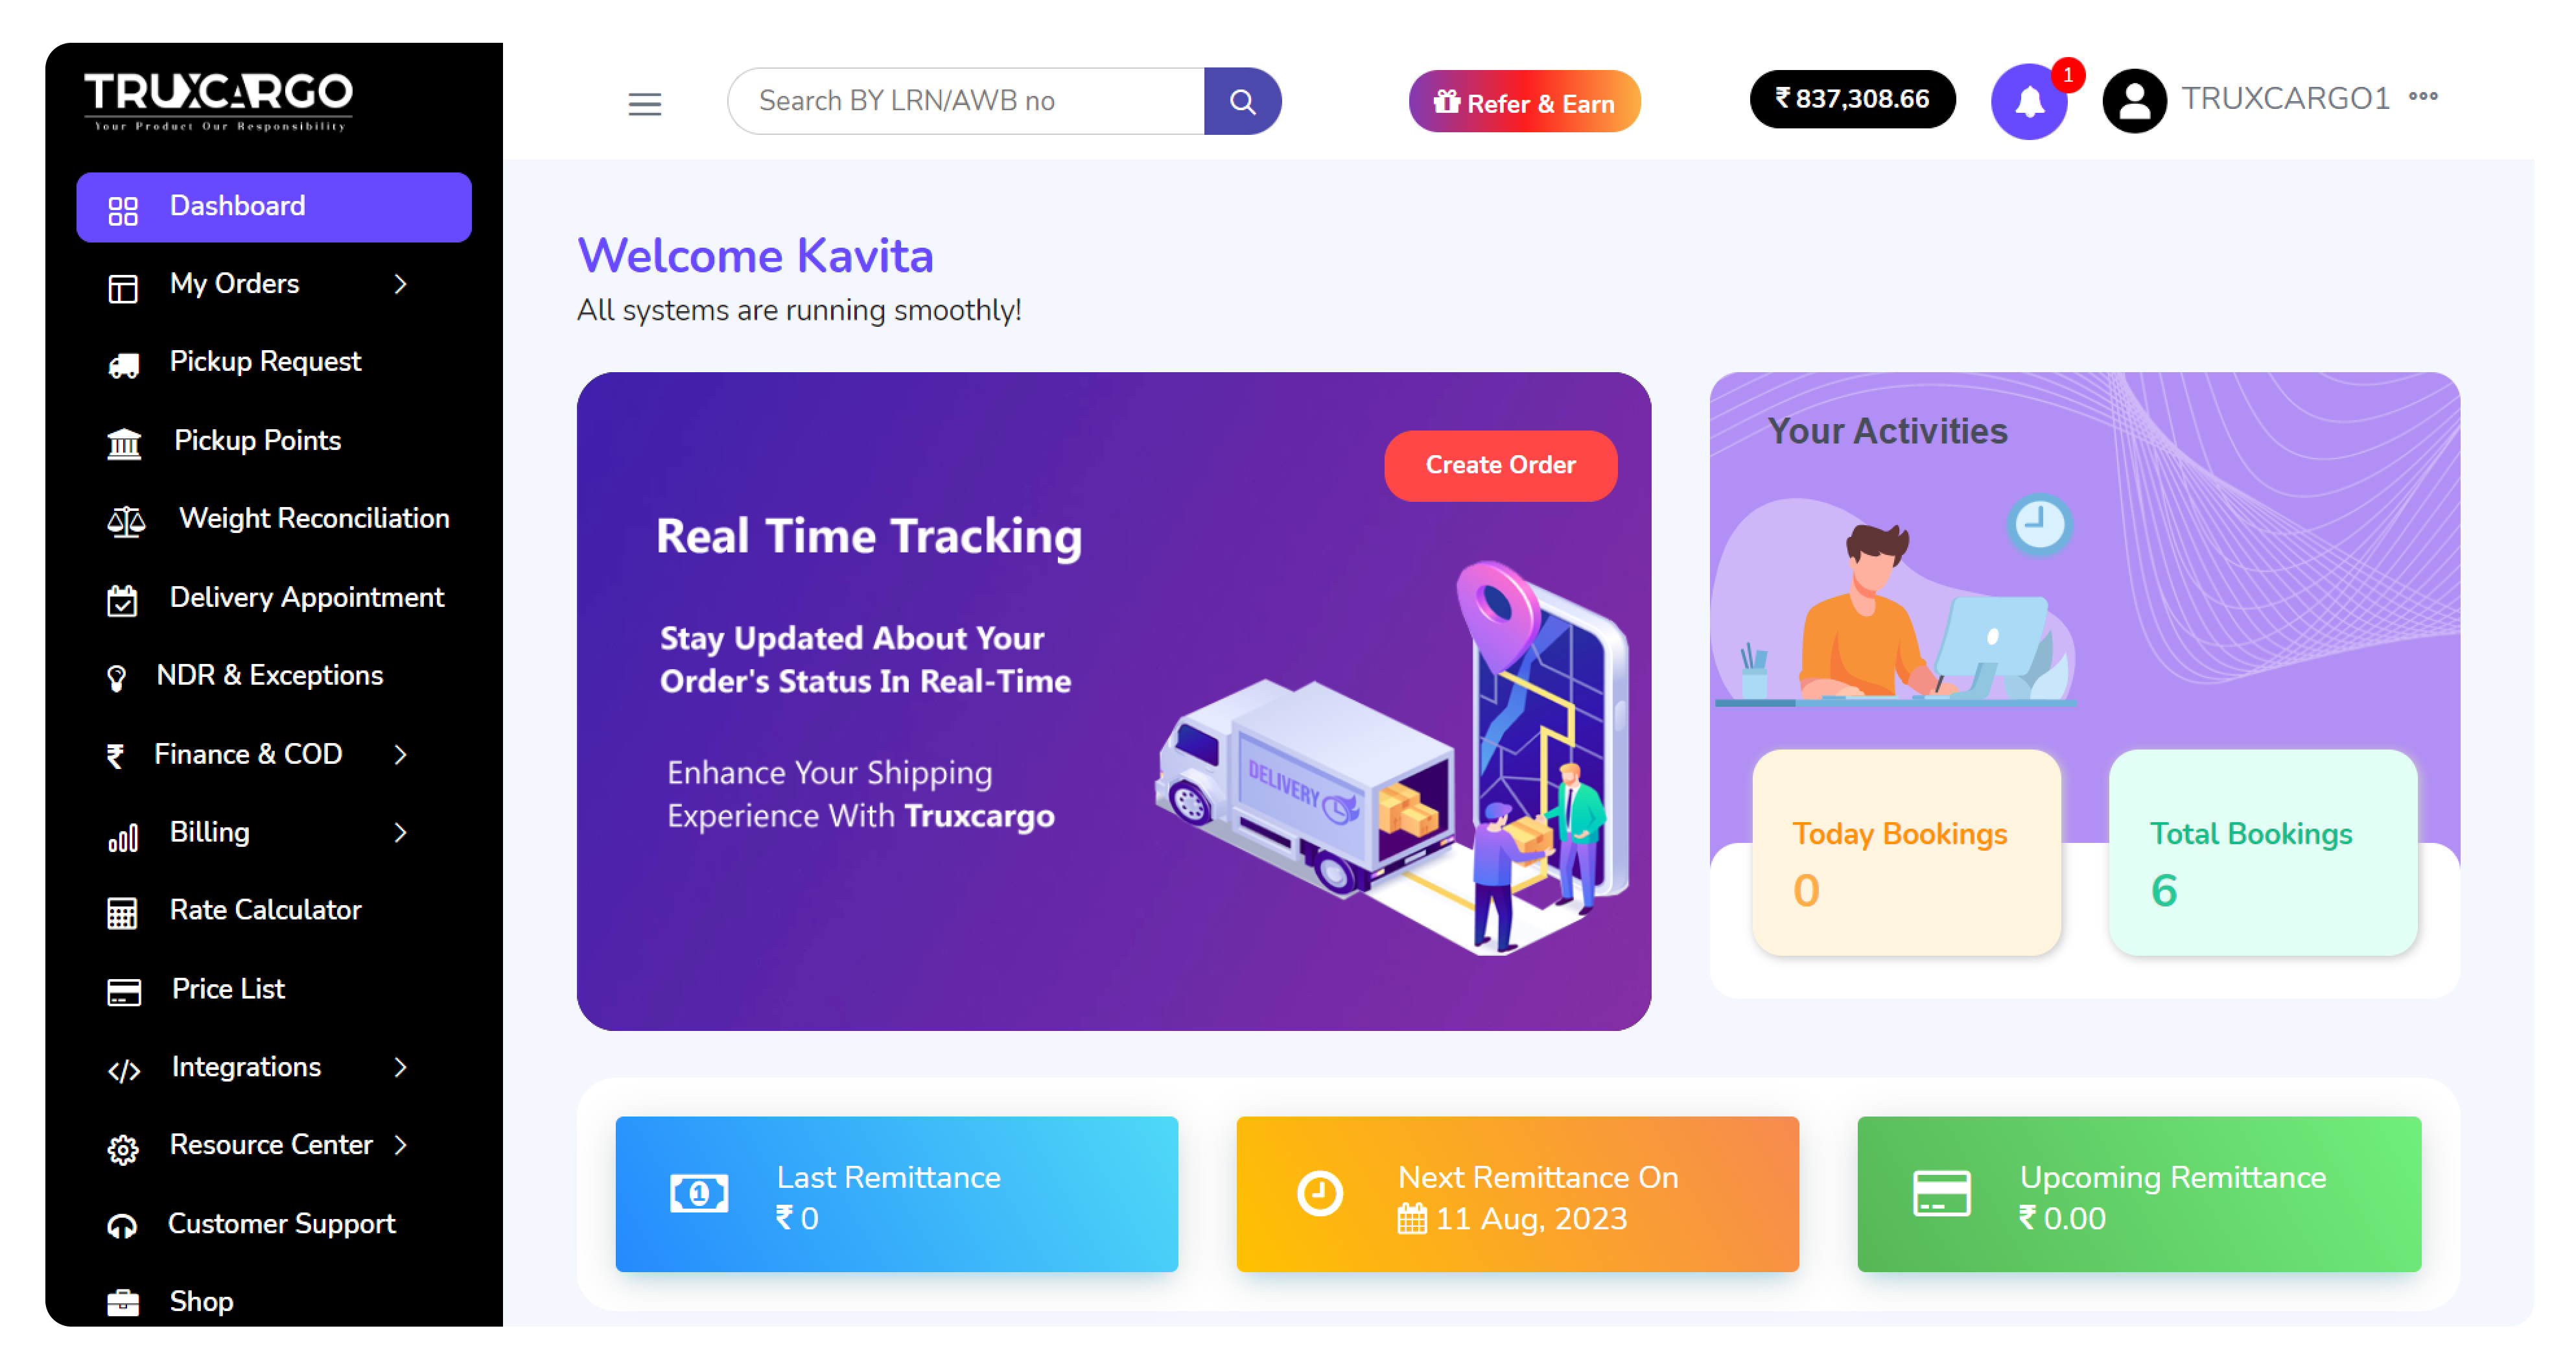 TRUXCARGO
Your Product Our Responsibility
Search BY LRN/AWB no
Refer & Earn
₹ 837,308.66
1
TRUXCARGO1
Dashboard
My Orders
Pickup Request
Pickup Points
Weight Reconciliation
Delivery Appointment
NDR & Exceptions
₹ Finance & COD
Billing
Rate Calculator
Price List
Integrations
Resource Center
Customer Support
Shop
Welcome Kavita
All systems are running smoothly!
Create Order
Real Time Tracking
Stay Updated About Your
Order's Status In Real-Time
Enhance Your Shipping
Experience With Truxcargo
DELIVERY
Your Activities
Today Bookings
0
Total Bookings
6
1
Last Remittance
₹ 0
Next Remittance On
11 Aug, 2023
Upcoming Remittance
₹ 0.00